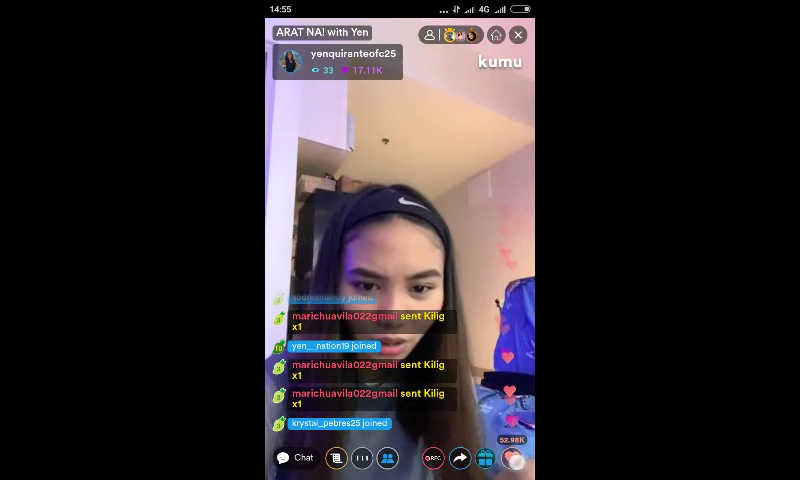 14:55
4G
ARAT NA! with Yen
yenquiranteofc25
33 17.11K
kumu
joined
marichuavila022gmail sent Kilig
x1
yen__nation19 joined
marichuavila022gmail sent Kilig
x1
marichuavila022gmail sent Kilig
x1
krystal_pebres25 joined
52.98K
Chat